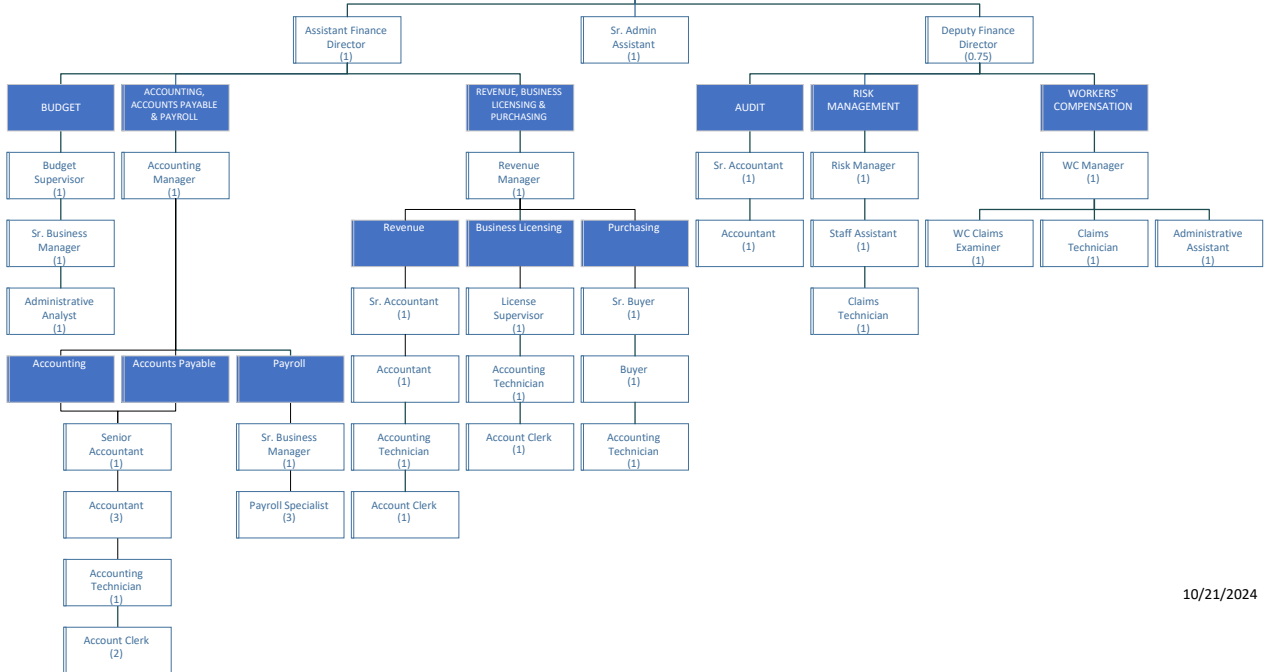 Assistant Finance
Director
(1)
Sr. Admin
Assistant
(1)
Deputy Finance
Director
(0.75)
BUDGET
ACCOUNTING,
ACCOUNTS PAYABLE
& PAYROLL
REVENUE, BUSINESS
LICENSING &
PURCHASING
AUDIT
RISK
MANAGEMENT
WORKERS'
COMPENSATION
Budget
Supervisor
(1)
Accounting
Manager
(1)
Revenue
Manager
(1)
Sr. Accountant
(1)
Risk Manager
(1)
WC Manager
(1)
Sr. Business
Manager
(1)
Revenue
Business Licensing
Purchasing
Accountant
(1)
Staff Assistant
(1)
WC Claims
Examiner
(1)
Claims
Technician
(1)
Administrative
Assistant
(1)
Administrative
Analyst
(1)
Sr. Accountant
(1)
License
Supervisor
(1)
Sr. Buyer
(1)
Claims
Technician
(1)
Accounting
Accounts Payable
Payroll
Accountant
(1)
Accounting
Technician
(1)
Buyer
(1)
Senior
Accountant
(1)
Sr. Business
Manager
(1)
Accounting
Technician
(1)
Account Clerk
(1)
Accounting
Technician
(1)
Accountant
(3)
Payroll Specialist
(3)
Account Clerk
(1)
Accounting
Technician
(1)
10/21/2024
Account Clerk
(2)